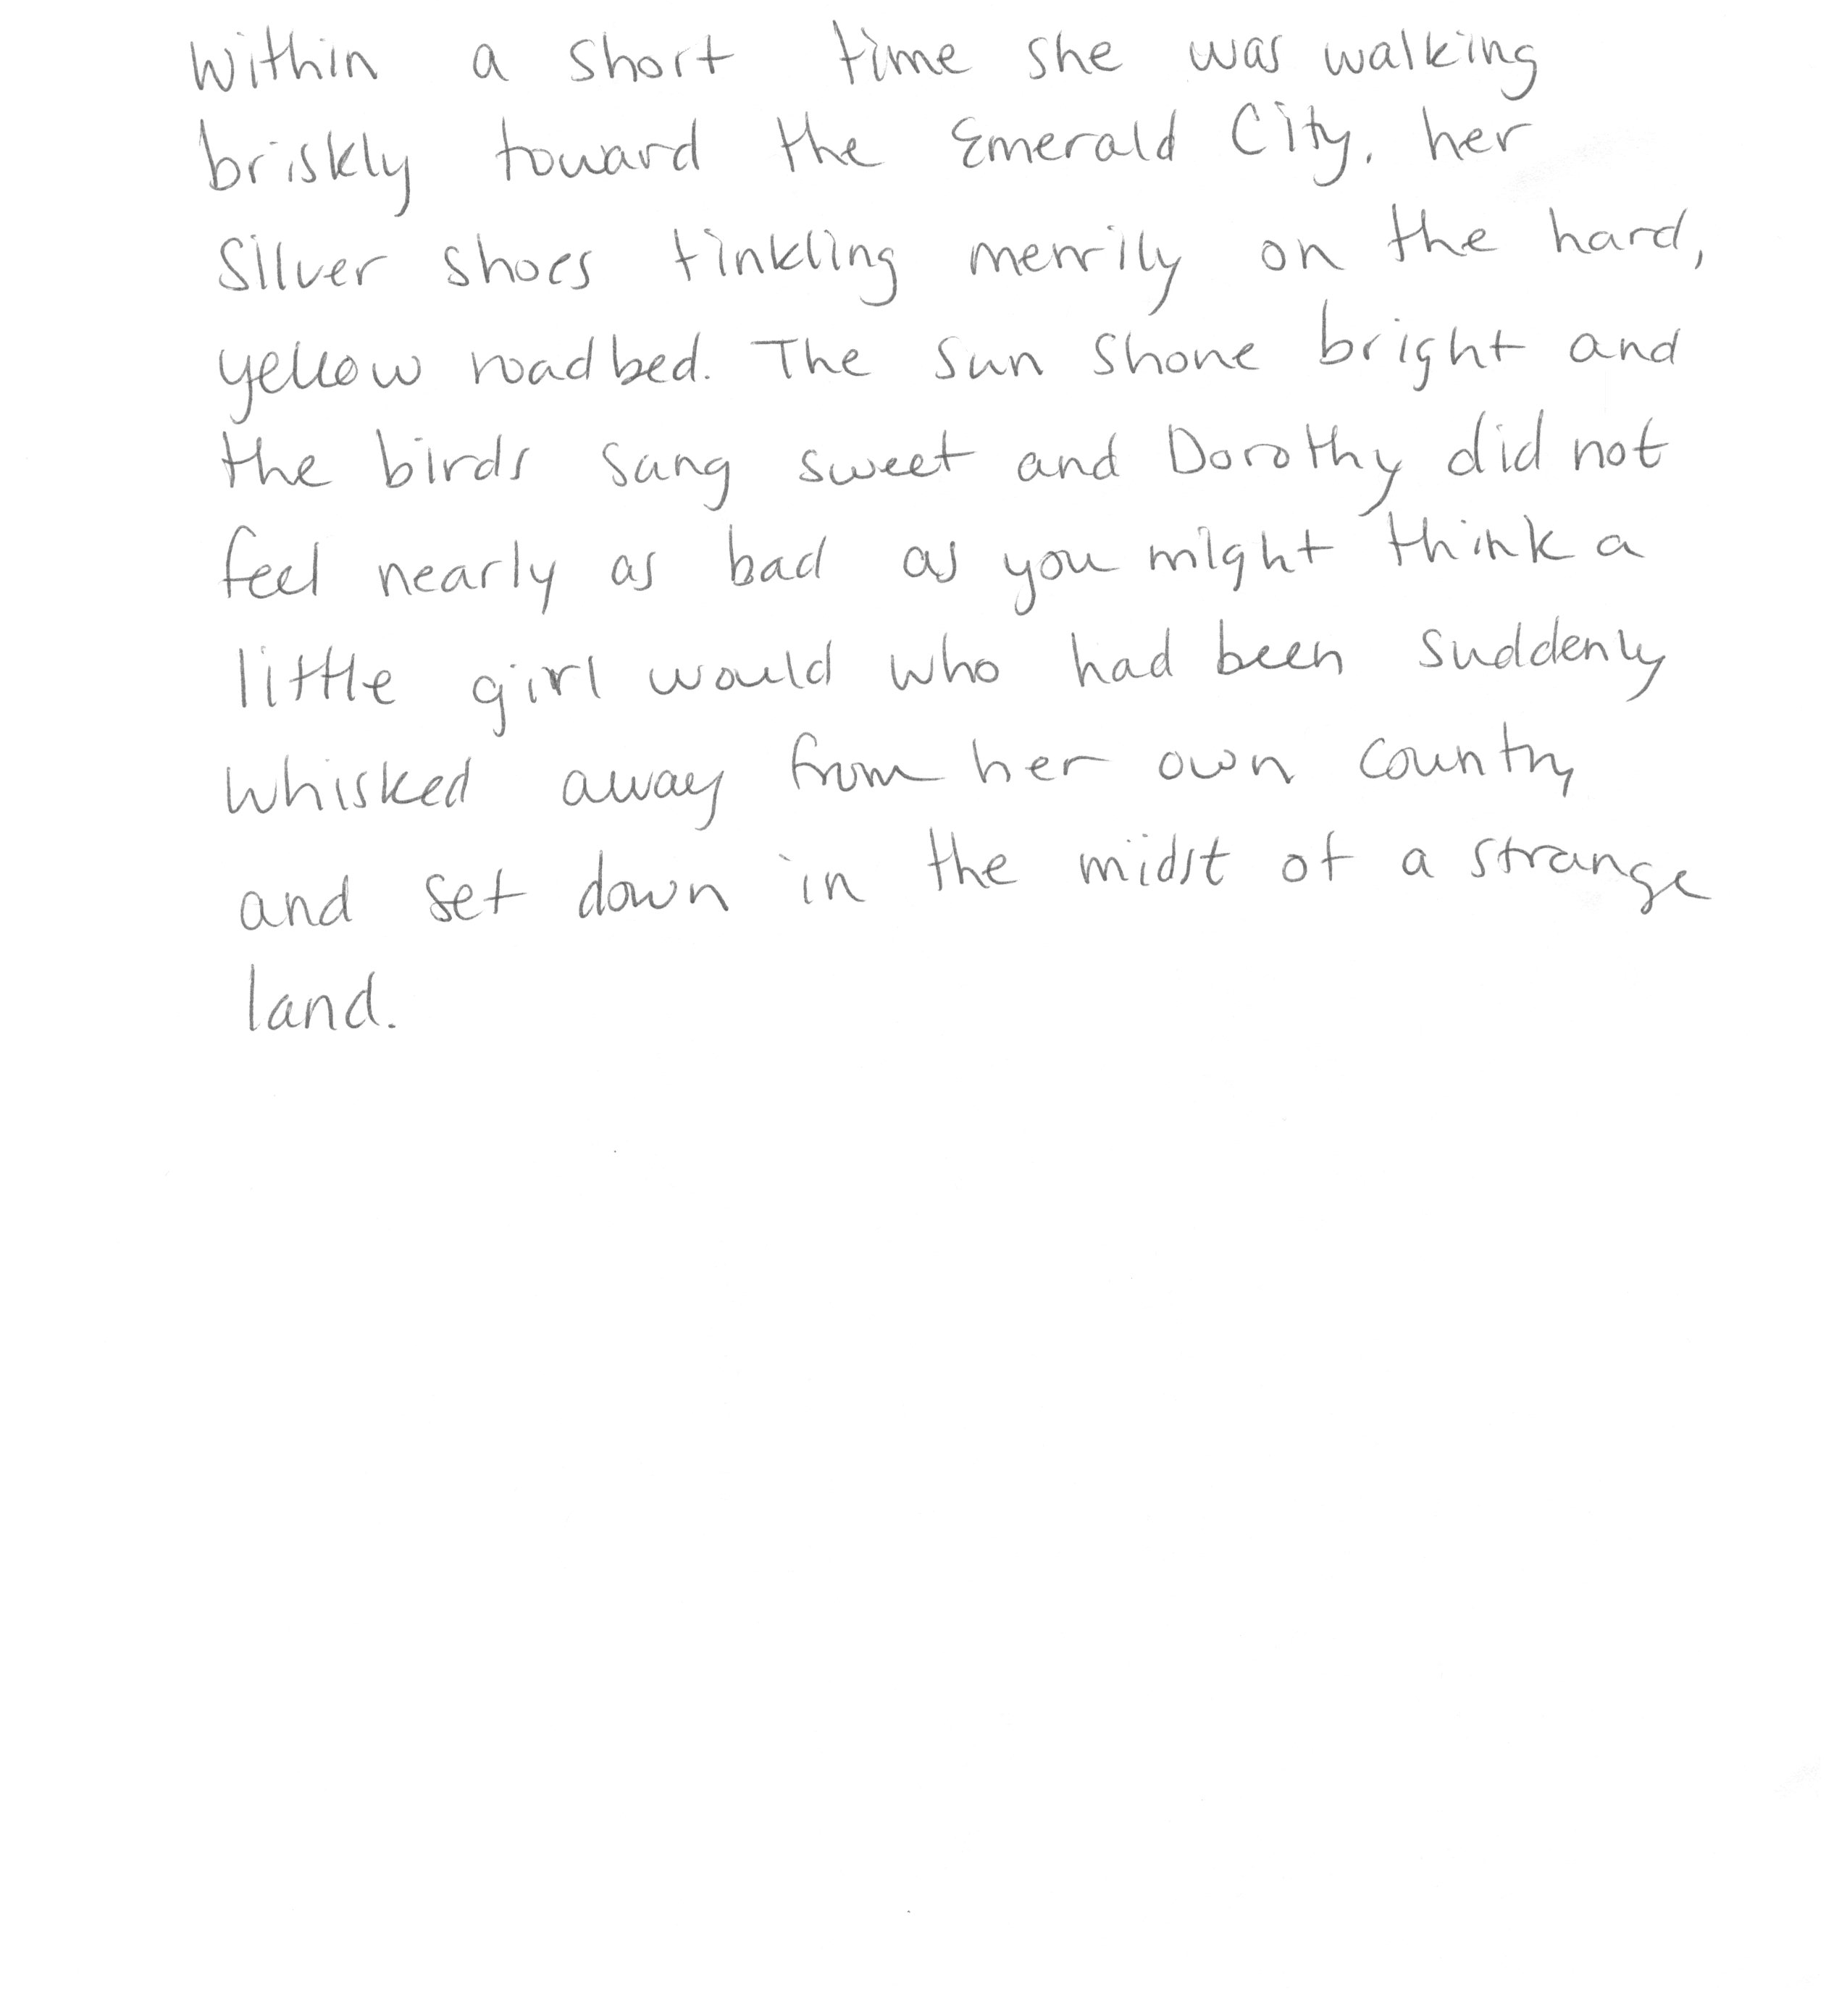 Within a short time she was walking
briskly toward the Emerald City, her
Silver shoes tinkling merrily on the hard,
yellow roadbed. The sun shone bright and
the birds sang sweet and Dorothy did not
feel nearly as bad as you might think a
little girl would who had been suddenly
whisked away from her own country
and set down in the midst of a strange
land.